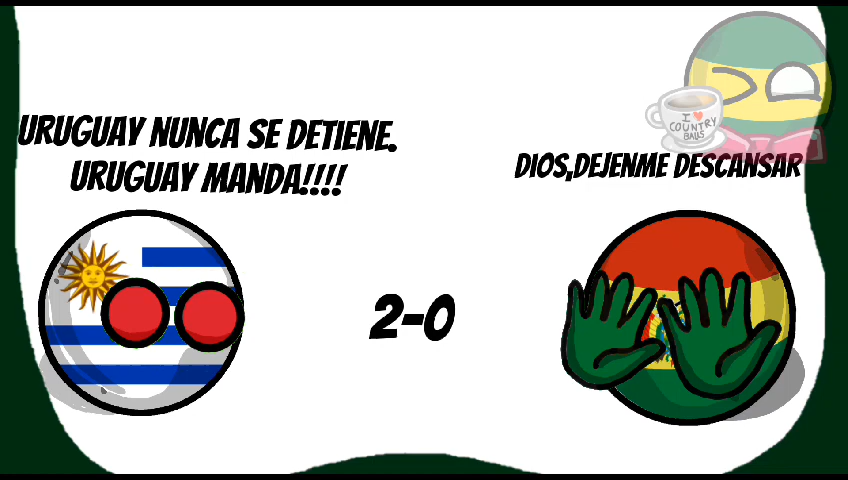 URUGUAY NUNCA SE DETIENE.
URUGUAY MANDA!!!!
DIOS,DEJENME DESCANSAR
2-0
I ❤ 
COUNTRY
BALLS